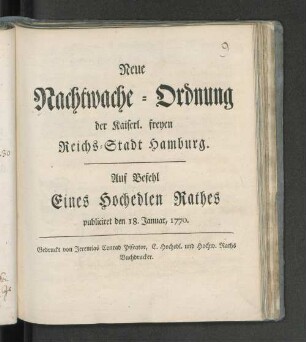 9
Neue
Nachtwache-Ordnung
der Kaiserl. freyen
Reichs-Stadt Hamburg.
Auf Befehl
Eines Hochedlen Rathes
publiciret den 18. Januar, 1770.
Gedruckt von Jeremias Conrad Piscator, E. Hochedl. und Hochw. Raths
Buchdrucker.